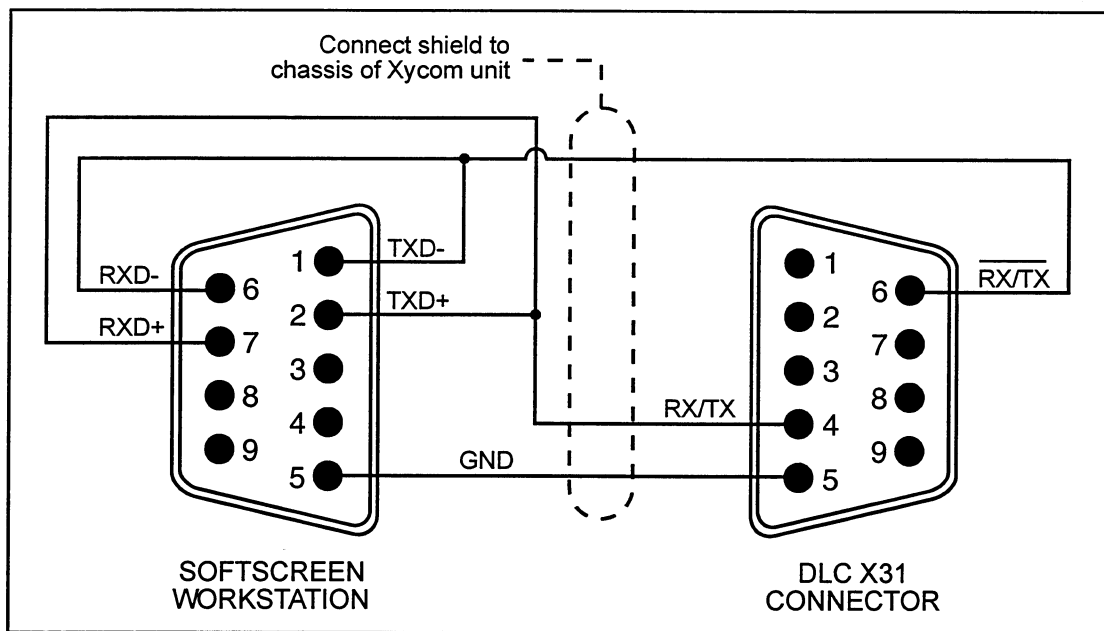 Connect shield to
chassis of Xycom unit
RXD-
RXD+
6
7
8
9
1
2
3
4
5
TXD-
TXD+
GND
RX/TX
1
2
3
4
5
6
7
8
9
RX/TX
SOFTSCREEN
WORKSTATION
DLC X31
CONNECTOR